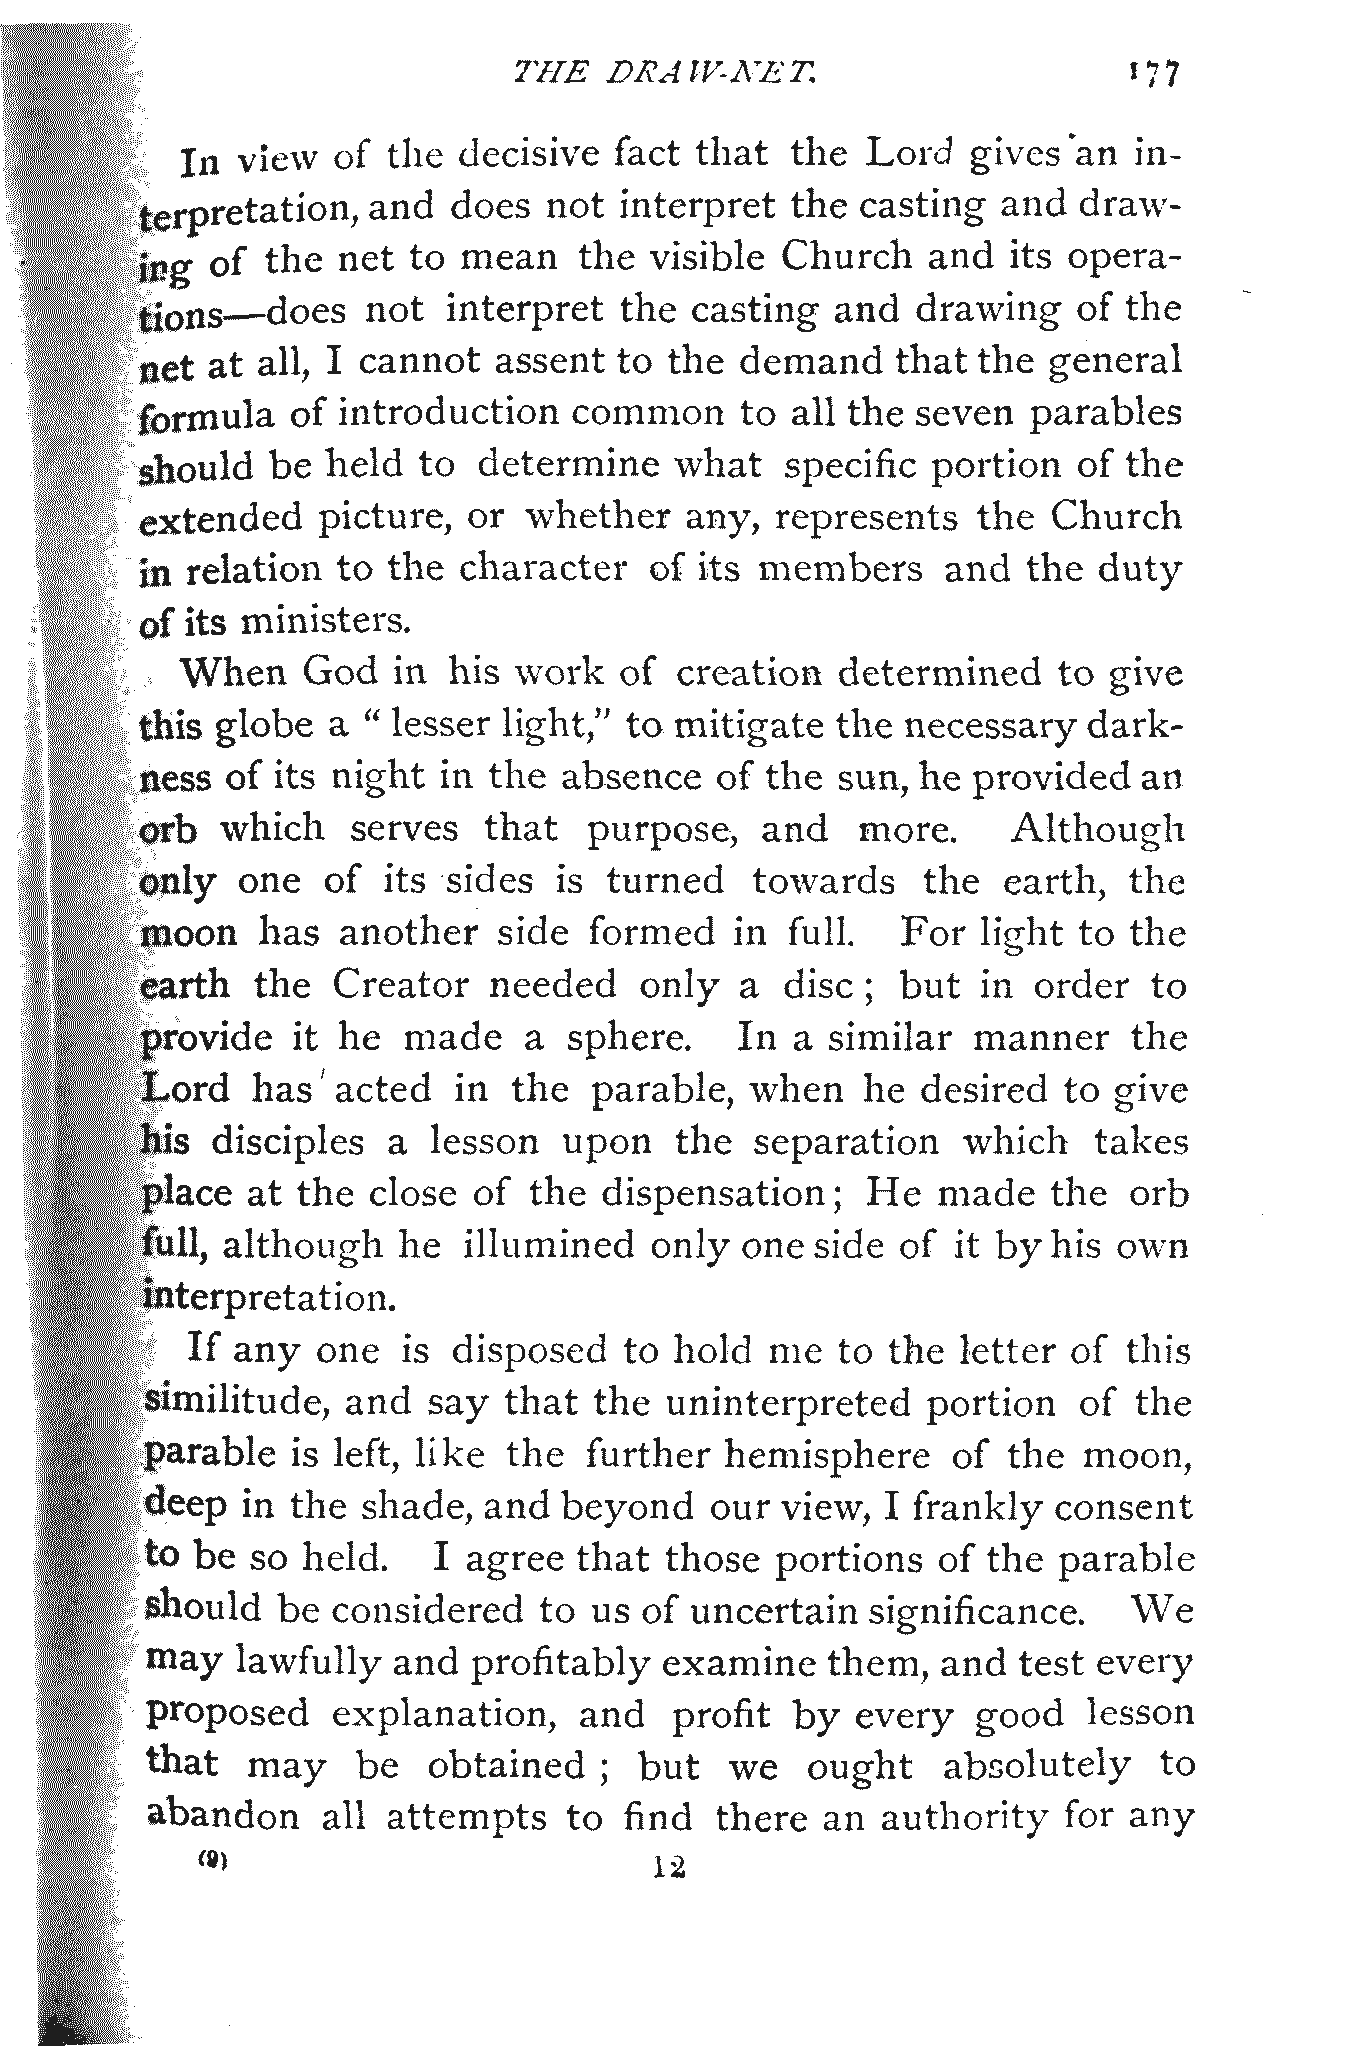 THE DRAW-NET. 177
In view of the decisive fact that the Lord gives an in-
terpretation, and does not interpret the casting and draw-
ing of the net to mean the visible Church and its opera-
tions—does not interpret the casting and drawing of the
net at all, I cannot assent to the demand that the general
formula of introduction common to all the seven parables
should be held to determine what specific portion of the
extended picture, or whether any, represents the Church
in relation to the character of its members and the duty
of its ministers.
When God in his work of creation determined to give
this globe a “ lesser light,” to mitigate the necessary dark-
ness of its night in the absence of the sun, he provided an
orb which serves that purpose, and more. Although
only one of its sides is turned towards the earth, the
moon has another side formed in full. For light to the
earth the Creator needed only a disc ; but in order to
provide it he made a sphere. In a similar manner the
Lord has acted in the parable, when he desired to give
his disciples a lesson upon the separation which takes
place at the close of the dispensation ; He made the orb
full, although he illumined only one side of it by his own
interpretation.
If any one is disposed to hold me to the letter of this
similitude, and say that the uninterpreted portion of the
parable is left, like the further hemisphere of the moon,
deep in the shade, and beyond our view, I frankly consent
to be so held. I agree that those portions of the parable
should be considered to us of uncertain significance. We
may lawfully and profitably examine them, and test every
proposed explanation, and profit by every good lesson
that may be obtained ; but we ought absolutely to
abandon all attempts to find there an authority for any
(9) 12